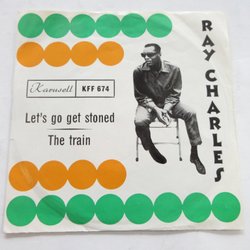 Karusell KFF 674
Let's go get stoned
The train
RAY CHARLES